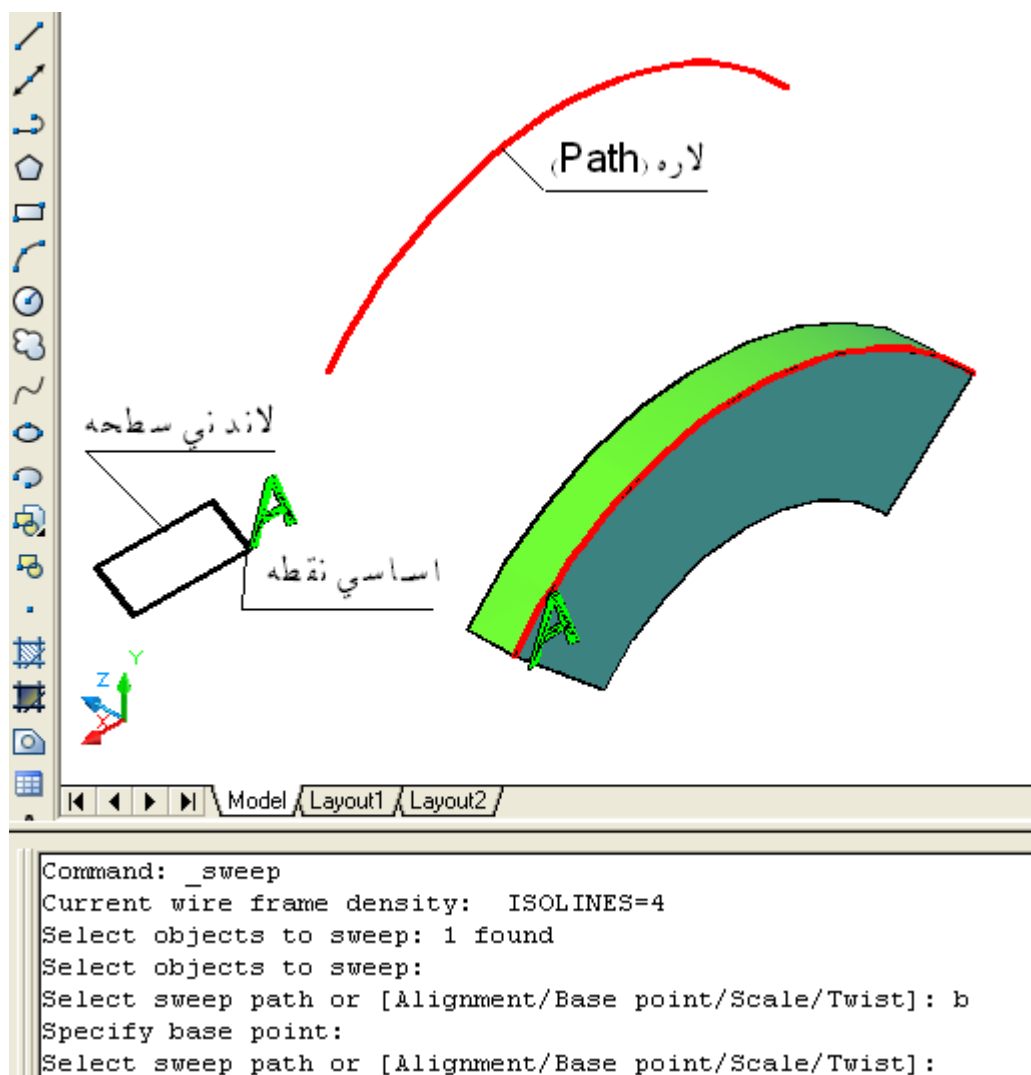 لاره (Path)
لاندني سطحه
A
اساسي نقطه
A
Y
Z
X
Model Layout1 Layout2
Command: _sweep
Current wire frame density:  ISOLINES=4
Select objects to sweep: 1 found
Select objects to sweep:
Select sweep path or [Alignment/Base point/Scale/Twist]: b
Specify base point:
Select sweep path or [Alignment/Base point/Scale/Twist]: